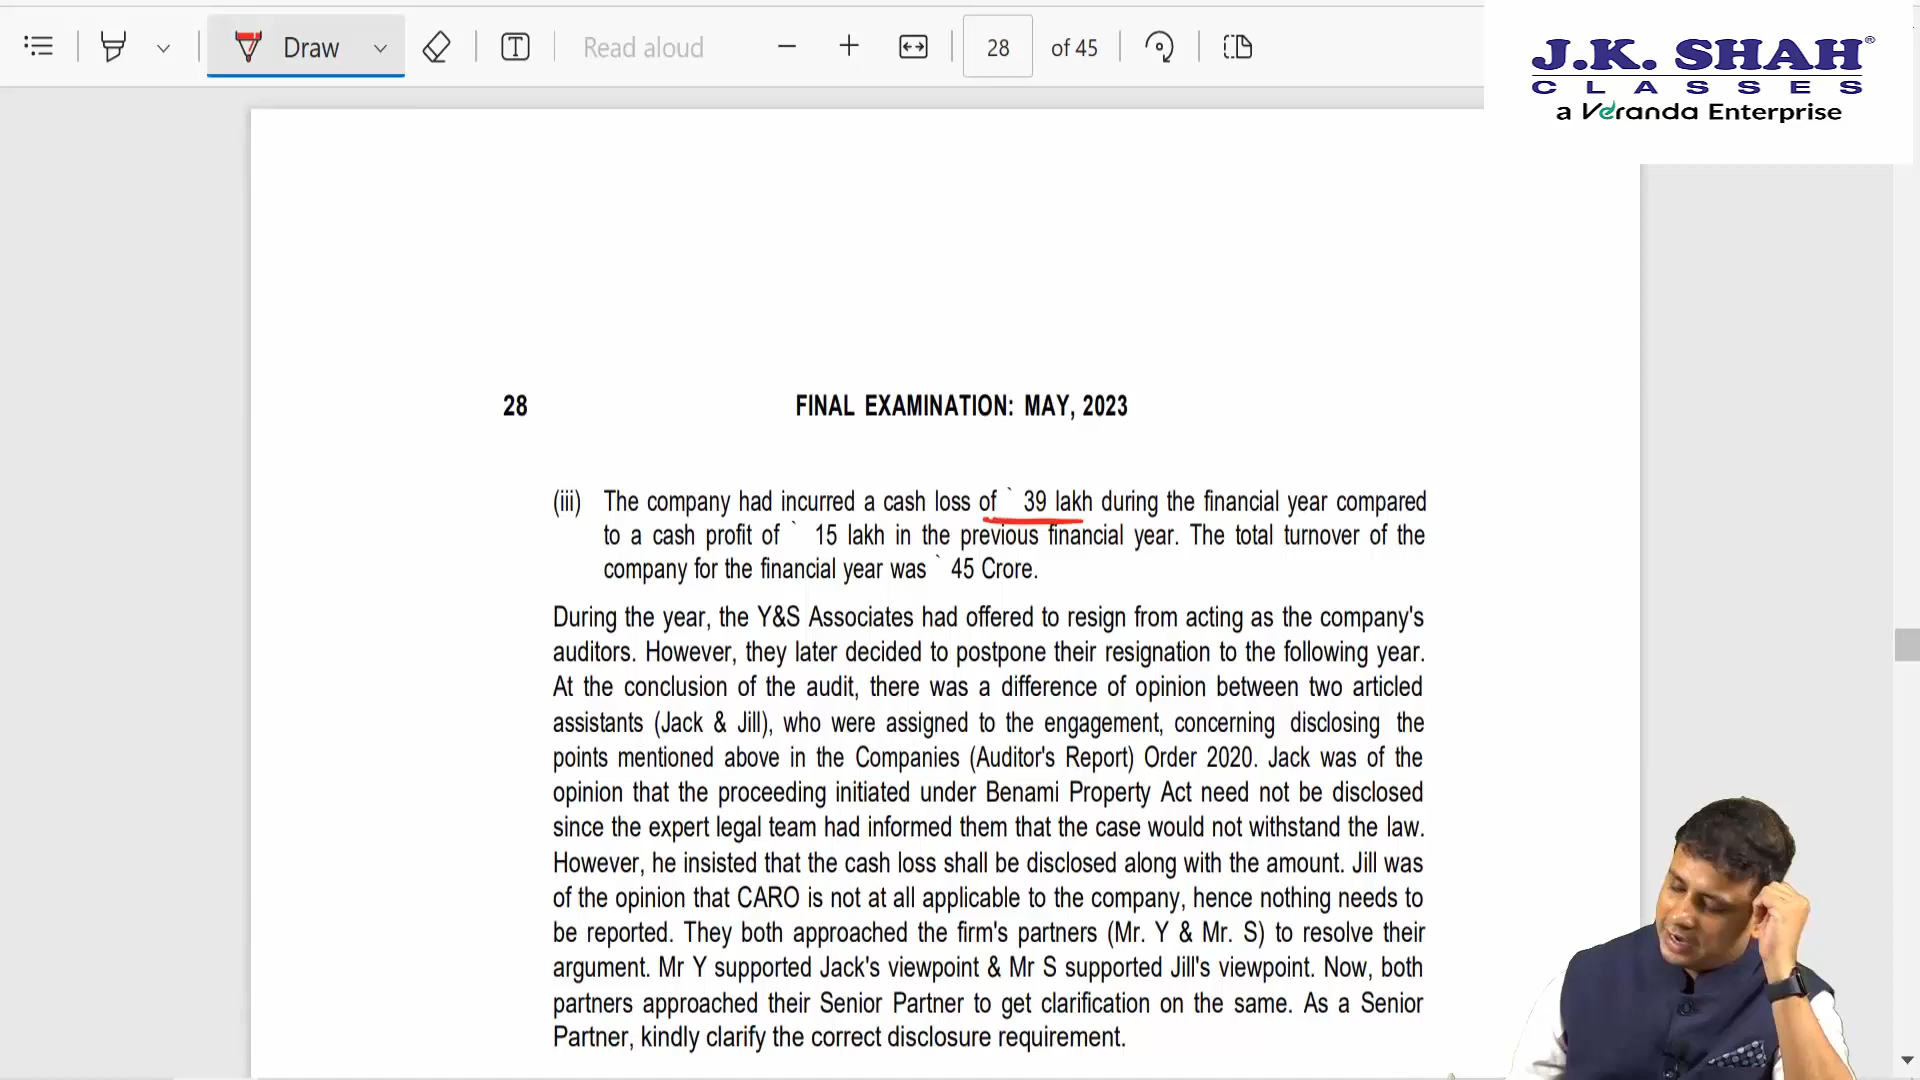 Draw
Read aloud
28 of 45
J.K. SHAH®
CLASSES
a Veranda Enterprise
28 FINAL EXAMINATION: MAY, 2023
(iii) The company had incurred a cash loss of ` 39 lakh during the financial year compared
to a cash profit of ` 15 lakh in the previous financial year. The total turnover of the
company for the financial year was ` 45 Crore.
During the year, the Y&S Associates had offered to resign from acting as the company's
auditors. However, they later decided to postpone their resignation to the following year.
At the conclusion of the audit, there was a difference of opinion between two articled
assistants (Jack & Jill), who were assigned to the engagement, concerning disclosing the
points mentioned above in the Companies (Auditor's Report) Order 2020. Jack was of the
opinion that the proceeding initiated under Benami Property Act need not be disclosed
since the expert legal team had informed them that the case would not withstand the law.
However, he insisted that the cash loss shall be disclosed along with the amount. Jill was
of the opinion that CARO is not at all applicable to the company, hence nothing needs to
be reported. They both approached the firm's partners (Mr. Y & Mr. S) to resolve their
argument. Mr Y supported Jack's viewpoint & Mr S supported Jill's viewpoint. Now, both
partners approached their Senior Partner to get clarification on the same. As a Senior
Partner, kindly clarify the correct disclosure requirement.